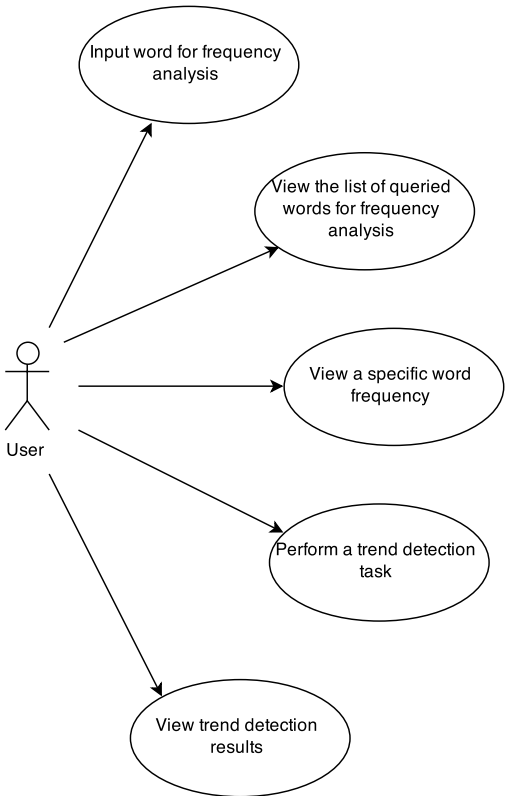 Input word for frequency
analysis
View the list of queried
words for frequency
analysis
View a specific word
frequency
User
Perform a trend detection
task
View trend detection
results